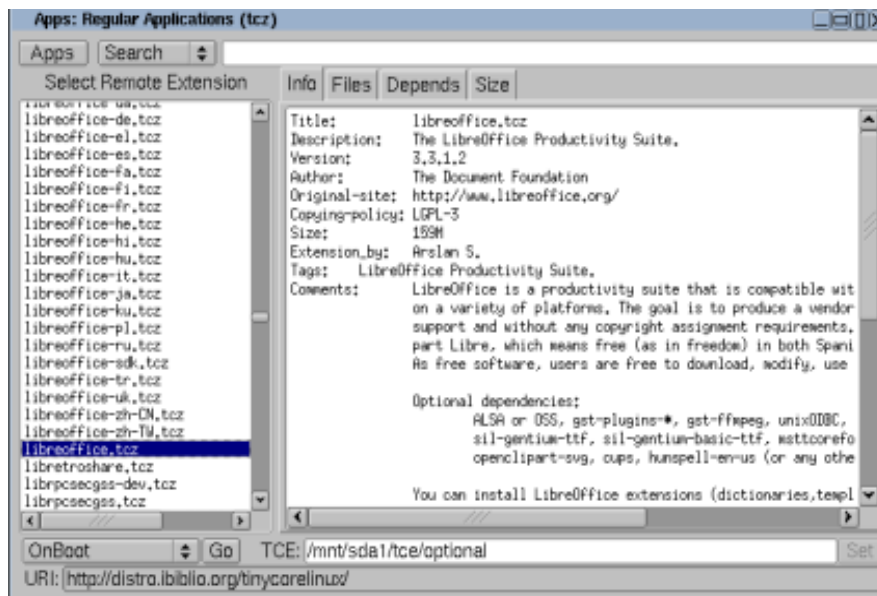 Apps: Regular Applications (tcz)
Apps Search
Select Remote Extension
Info Files Depends Size
libreoffice-de.tcz
libreoffice-el.tcz
libreoffice-es.tcz
libreoffice-fa.tcz
libreoffice-fi.tcz
libreoffice-fr.tcz
libreoffice-he.tcz
libreoffice-hi.tcz
libreoffice-hu.tcz
libreoffice-it.tcz
libreoffice-ja.tcz
libreoffice-ku.tcz
libreoffice-pl.tcz
libreoffice-ru.tcz
libreoffice-sdk.tcz
libreoffice-tr.tcz
libreoffice-uk.tcz
libreoffice-zh-CN.tcz
libreoffice-zh-TW.tcz
libreoffice.tcz
libretroshare.tcz
librpcsecgss-dev.tcz
librpcsecgss.tcz
Title: libreoffice.tcz
Description: The LibreOffice Productivity Suite.
Version: 3.3.1.2
Author: The Document Foundation
Original-site: http://www.libreoffice.org/
Copying-policy: LGPL-3
Size: 159M
Extension_by: Arslan S.
Tags: LibreOffice Productivity Suite.
Comments: LibreOffice is a productivity suite that is compatible wit
on a variety of platforms. The goal is to produce a vendor
support and without any copyright assignment requirements.
part Libre, which means free (as in freedom) in both Spani
As free software, users are free to download, modify, use
Optional dependencies:
ALSA or OSS, gst-plugins-*, gst-ffmpeg, unixODBC,
sil-gentium-ttf, sil-gentium-basic-ttf, msttcorefo
openclipart-svg, cups, hunspell-en-us (or any othe
You can install LibreOffice extensions (dictionaries,templ
OnBoot Go TCE: /mnt/sda1/tce/optional Set
URI: http://distro.ibiblio.org/tinycorelinux/